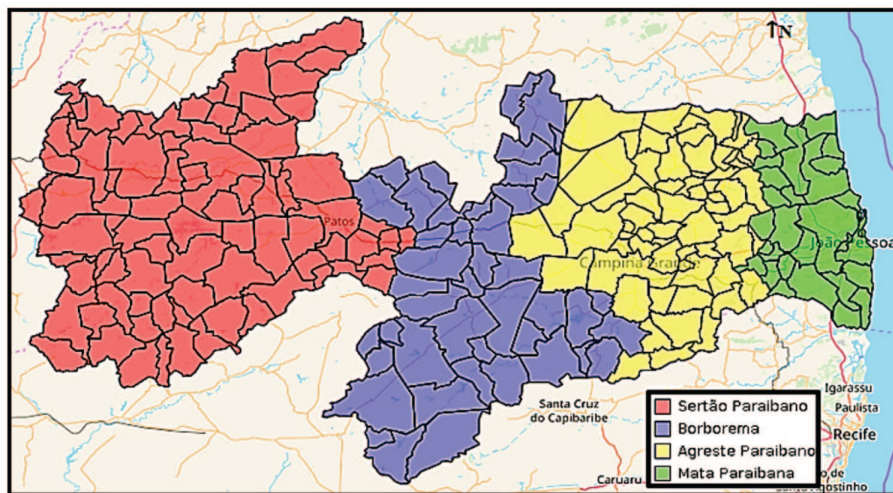 ↑N
Patos
João Pessoa
Campina Grande
Igarassu
Paulista
Santa Cruz
do Capibaribe
Recife
Caruaru
Sertão Paraibano
Borborema
Agreste Paraibano
Mata Paraibana